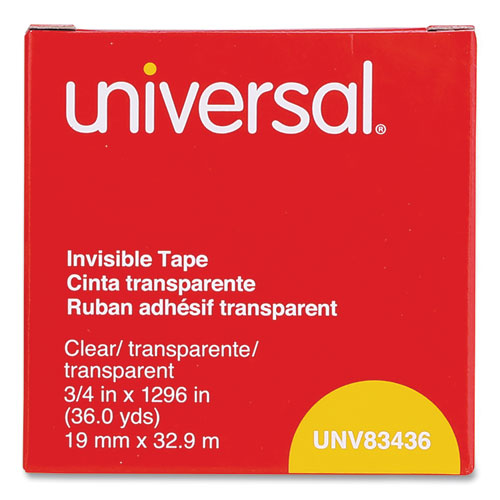 universal®
Invisible Tape
Cinta transparente
Ruban adhésif transparent
Clear/ transparente/
transparent
3/4 in x 1296 in
(36.0 yds)
19 mm x 32.9 m
UNV83436